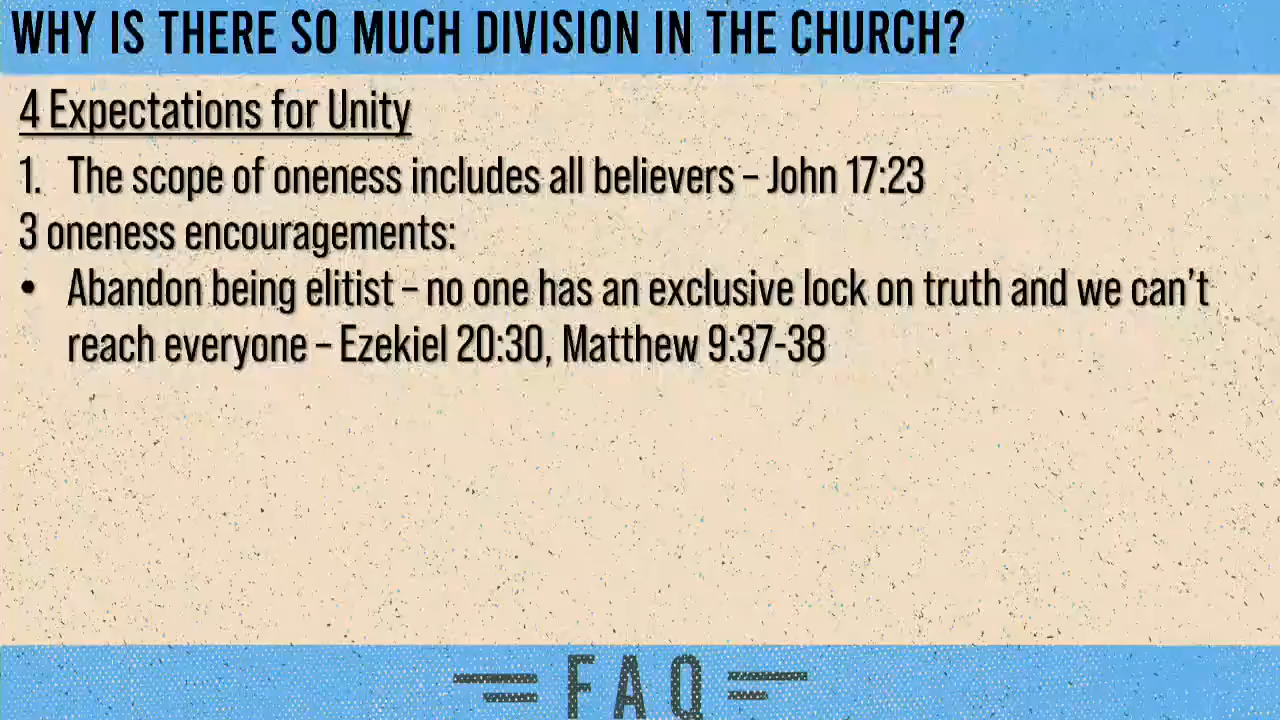 WHY IS THERE SO MUCH DIVISION IN THE CHURCH?
4 Expectations for Unity
1. The scope of oneness includes all believers – John 17:23
3 oneness encouragements:
• Abandon being elitist – no one has an exclusive lock on truth and we can’t
reach everyone – Ezekiel 20:30, Matthew 9:37-38
FAQ